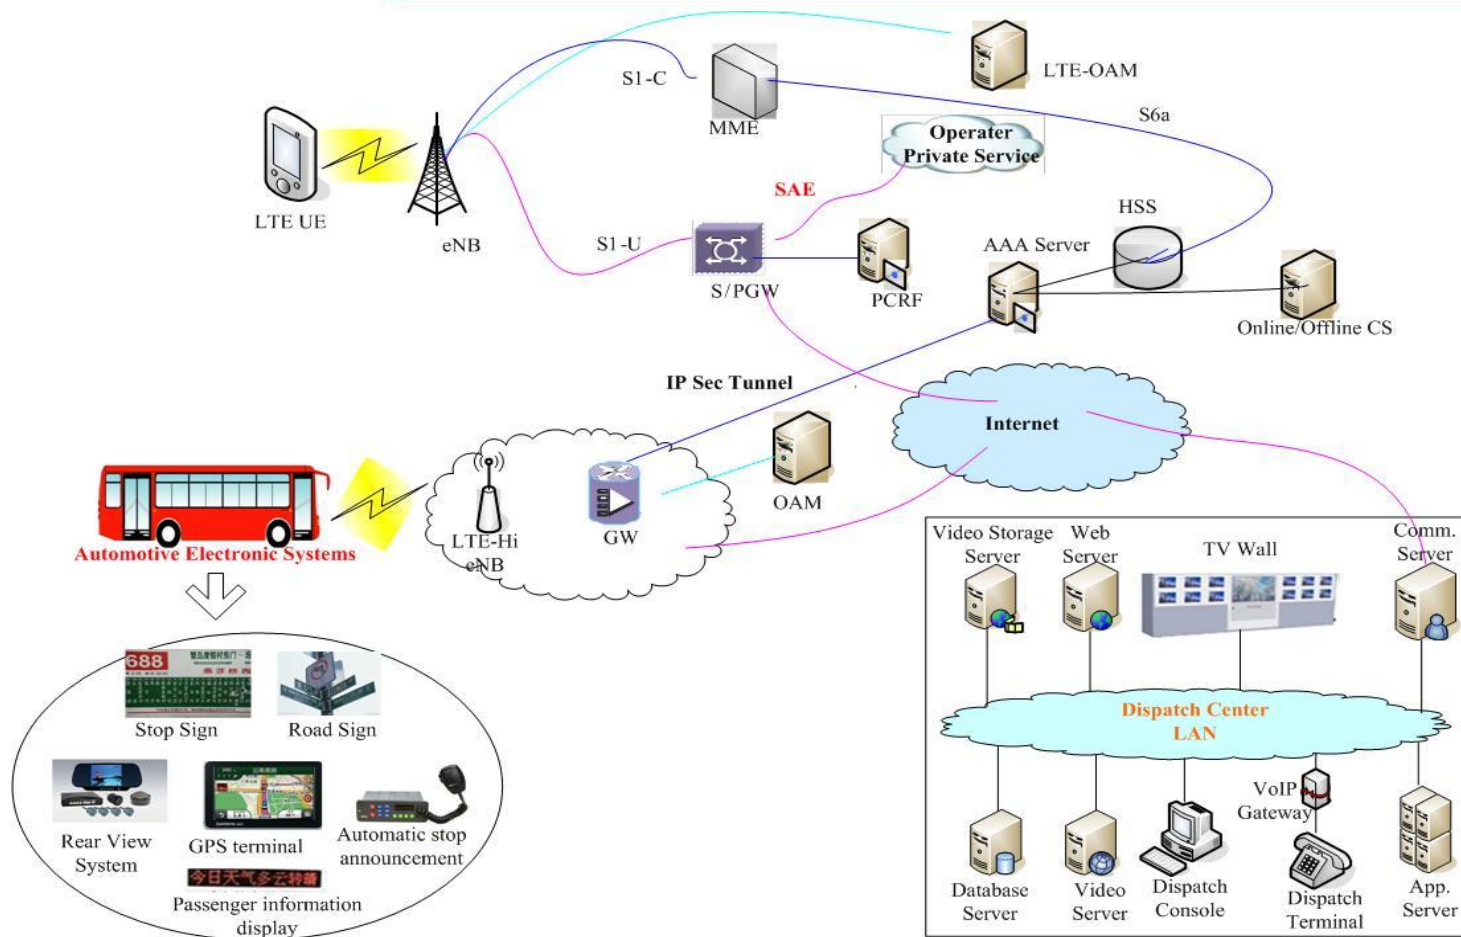 LTE-OAM
S1-C
MME
S6a
Operater
Private Service
SAE
LTE UE
eNB
S1-U
HSS
AAA Server
S/PGW
PCRF
Online/Offline CS
IP Sec Tunnel
Internet
OAM
LTE-Hi
eNB
GW
Automotive Electronic Systems
Video Storage
Server
Web
Server
TV Wall
Comm.
Server
688
Stop Sign
Road Sign
Dispatch Center
LAN
VoIP
Gateway
Rear View
System
GPS terminal
Automatic stop
announcement
今日天气多云转晴
Passenger information
display
Database
Server
Video
Server
Dispatch
Console
Dispatch
Terminal
App.
Server